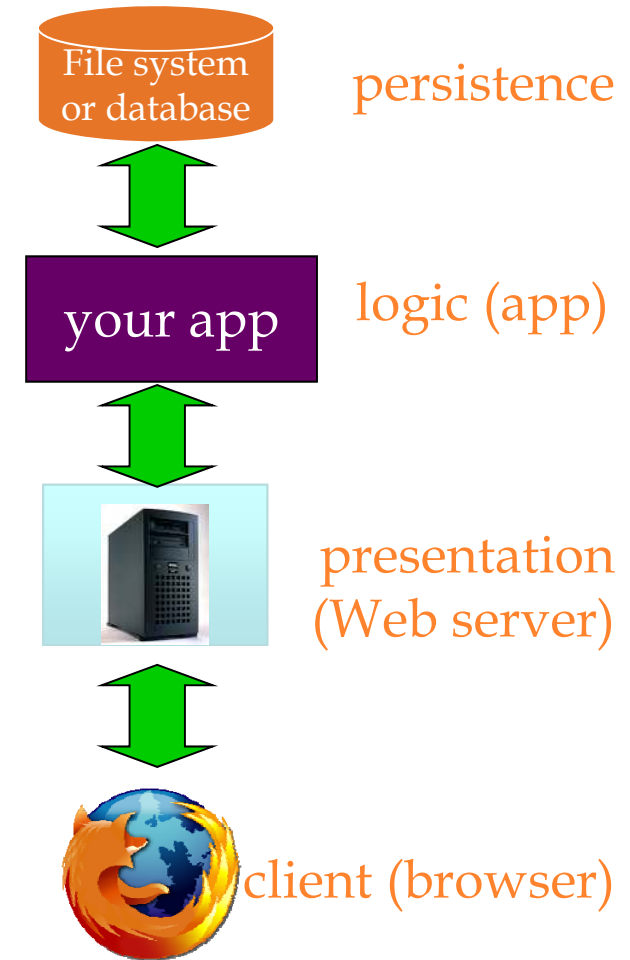 File system
or database
persistence
your app
logic (app)
presentation
(Web server)
client (browser)